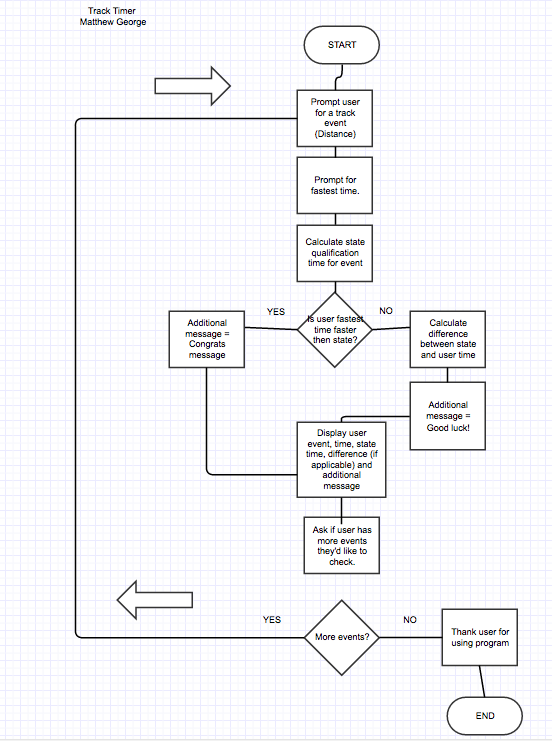 Track Timer
Matthew George
START
Prompt user
for a track
event
(Distance)
Prompt for
fastest time.
Calculate state
qualification
time for event
YES
NO
Is user fastest
time faster
then state?
Additional
message =
Congrats
message
Calculate
difference
between state
and user time
Additional
message =
Good luck!
Display user
event, time, state
time, difference (if
applicable) and
additional
message
Ask if user has
more events
they'd like to
check.
YES
NO
More events?
Thank user for
using program
END